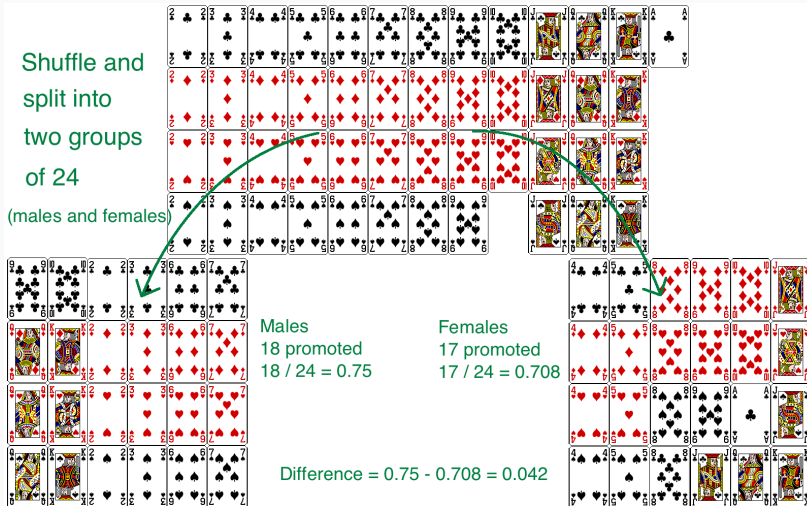 Shuffle and
split into
two groups
of 24
(males and females)
Males
18 promoted
18 / 24 = 0.75
Females
17 promoted
17 / 24 = 0.708
Difference = 0.75 - 0.708 = 0.042